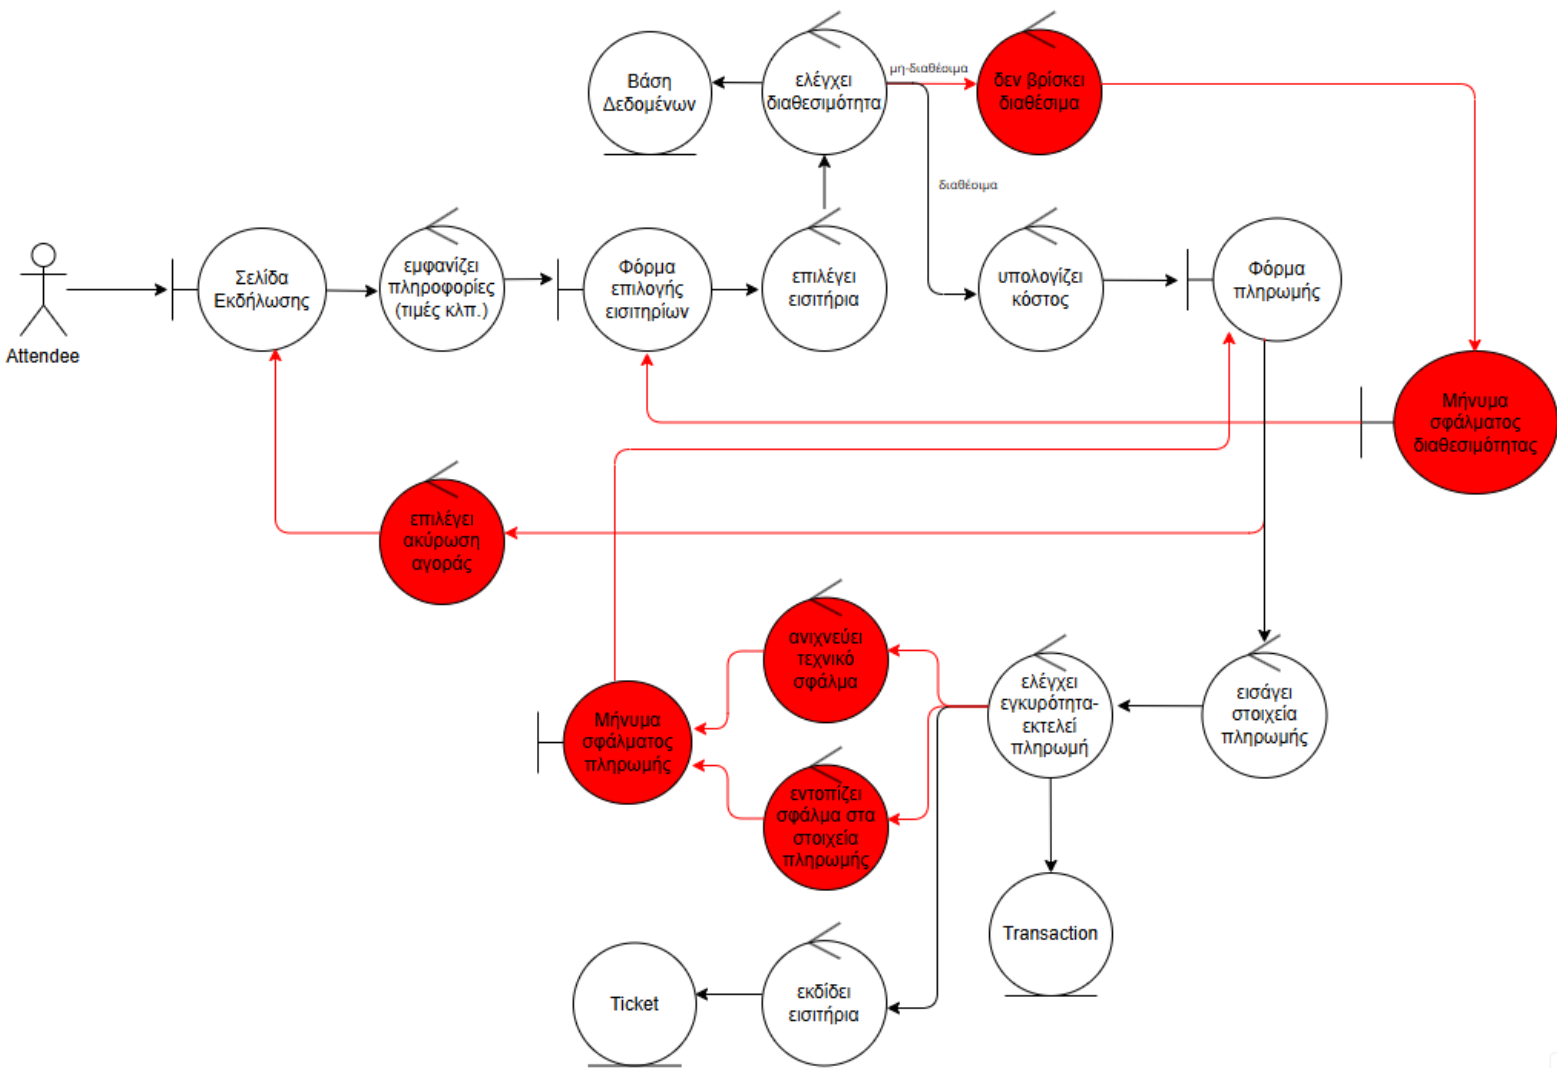 Βάση
Δεδομένων
ελέγχει
διαθεσιμότητα
μη-διαθέσιμα
δεν βρίσκει
διαθέσιμα
διαθέσιμα
Attendee
Σελίδα
Εκδήλωσης
εμφανίζει
πληροφορίες
(τιμές κλπ.)
Φόρμα
επιλογής
εισιτηρίων
επιλέγει
εισιτήρια
υπολογίζει
κόστος
Φόρμα
πληρωμής
Μήνυμα
σφάλματος
διαθεσιμότητας
επιλέγει
ακύρωση
αγοράς
ανιχνεύει
τεχνικό
σφάλμα
ελέγχει
εγκυρότητα-
εκτελεί
πληρωμή
εισάγει
στοιχεία
πληρωμής
Μήνυμα
σφάλματος
πληρωμής
εντοπίζει
σφάλμα στα
στοιχεία
πληρωμής
Transaction
Ticket
εκδίδει
εισιτήρια